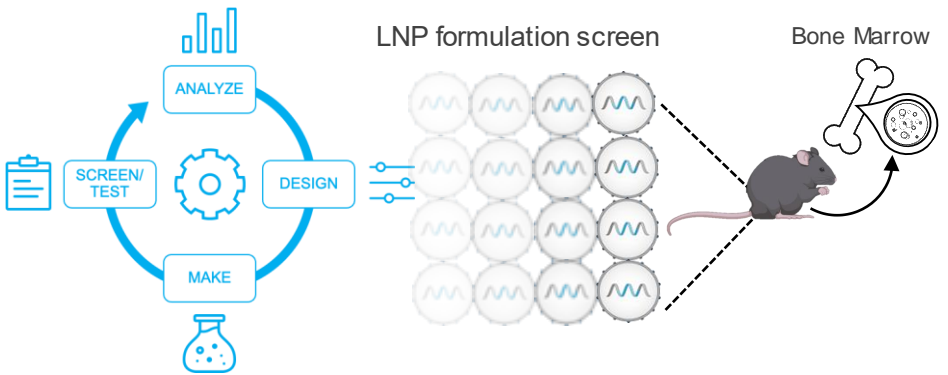 LNP formulation screen
Bone Marrow
ANALYZE
SCREEN/
TEST
DESIGN
MAKE